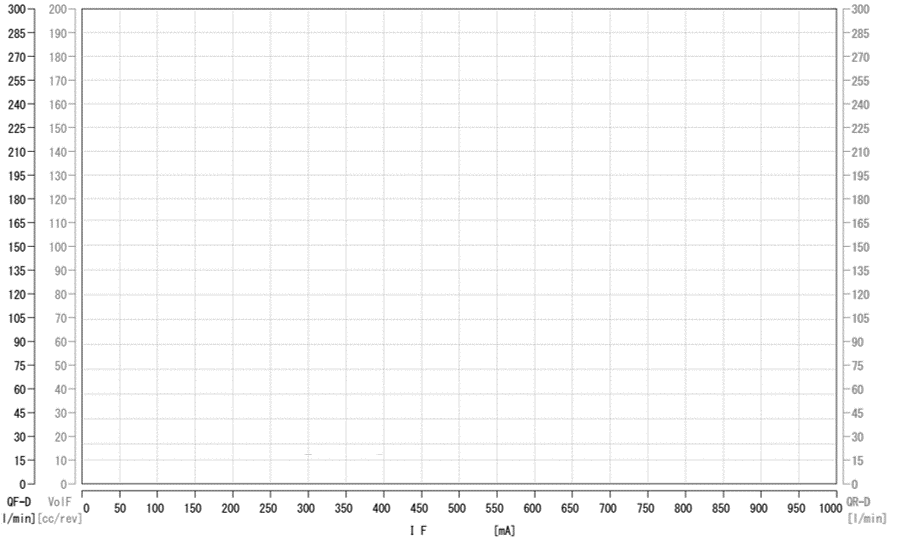 300 200 300
285 190 285
270 180 270
255 170 255
240 160 240
225 150 225
210 140 210
195 130 195
180 120 180
165 110 165
150 100 150
135 90 135
120 80 120
105 70 105
90 60 90
75 50 75
60 40 60
45 30 45
30 20 30
15 10 15
0 0 0
QF-D VolF 0 50 100 150 200 250 300 350 400 450 500 550 600 650 700 750 800 850 900 950 1000 QR-D
l/min] [cc/rev] [l/min]
I F [mA]